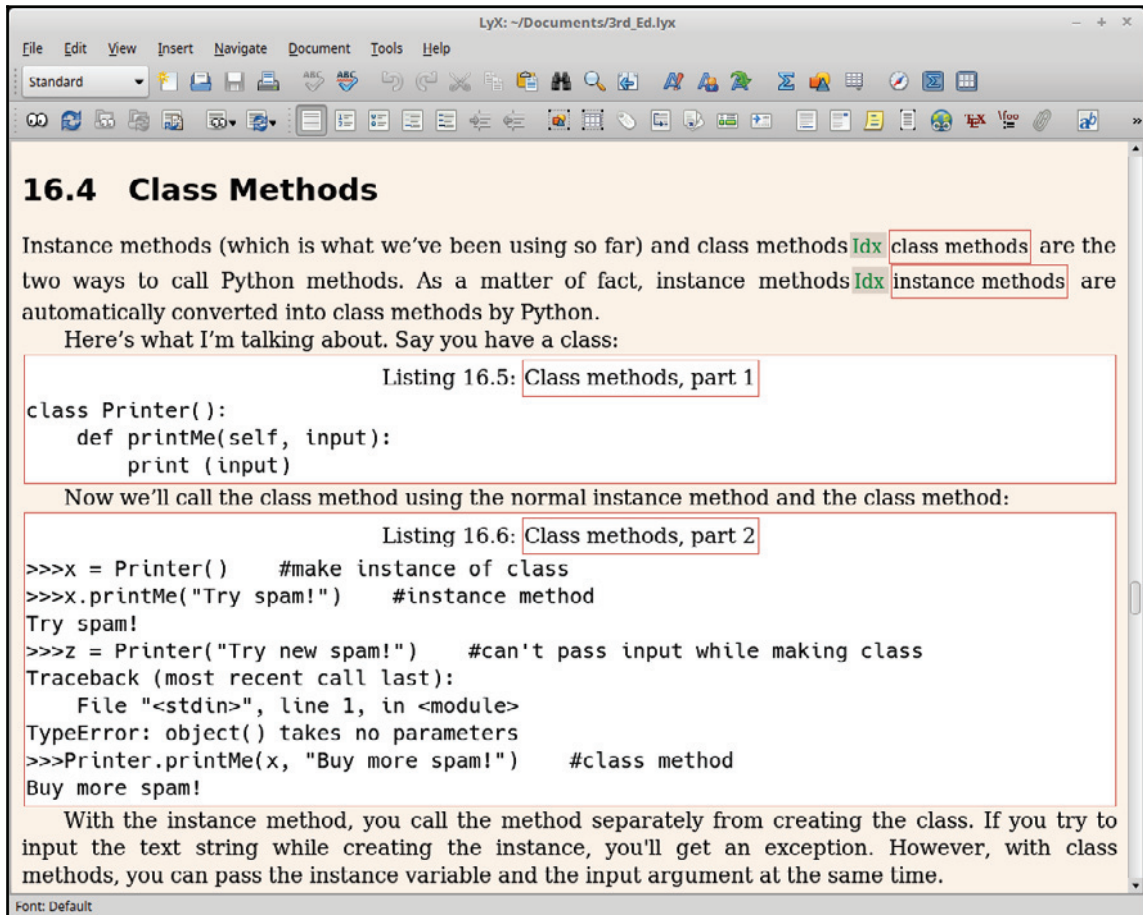 LyX: ~/Documents/3rd_Ed.lyx
File Edit View Insert Navigate Document Tools Help
Standard
16.4 Class Methods
Instance methods (which is what we've been using so far) and class methods Idx class methods are the
two ways to call Python methods. As a matter of fact, instance methods Idx instance methods are
automatically converted into class methods by Python.
Here's what I'm talking about. Say you have a class:
Listing 16.5: Class methods, part 1
class Printer():
    def printMe(self, input):
        print (input)
Now we'll call the class method using the normal instance method and the class method:
Listing 16.6: Class methods, part 2
>>>x = Printer()    #make instance of class
>>>x.printMe("Try spam!")    #instance method
Try spam!
>>>z = Printer("Try new spam!")    #can't pass input while making class
Traceback (most recent call last):
    File "<stdin>", line 1, in <module>
TypeError: object() takes no parameters
>>>Printer.printMe(x, "Buy more spam!")    #class method
Buy more spam!
With the instance method, you call the method separately from creating the class. If you try to
input the text string while creating the instance, you'll get an exception. However, with class
methods, you can pass the instance variable and the input argument at the same time.
Font: Default